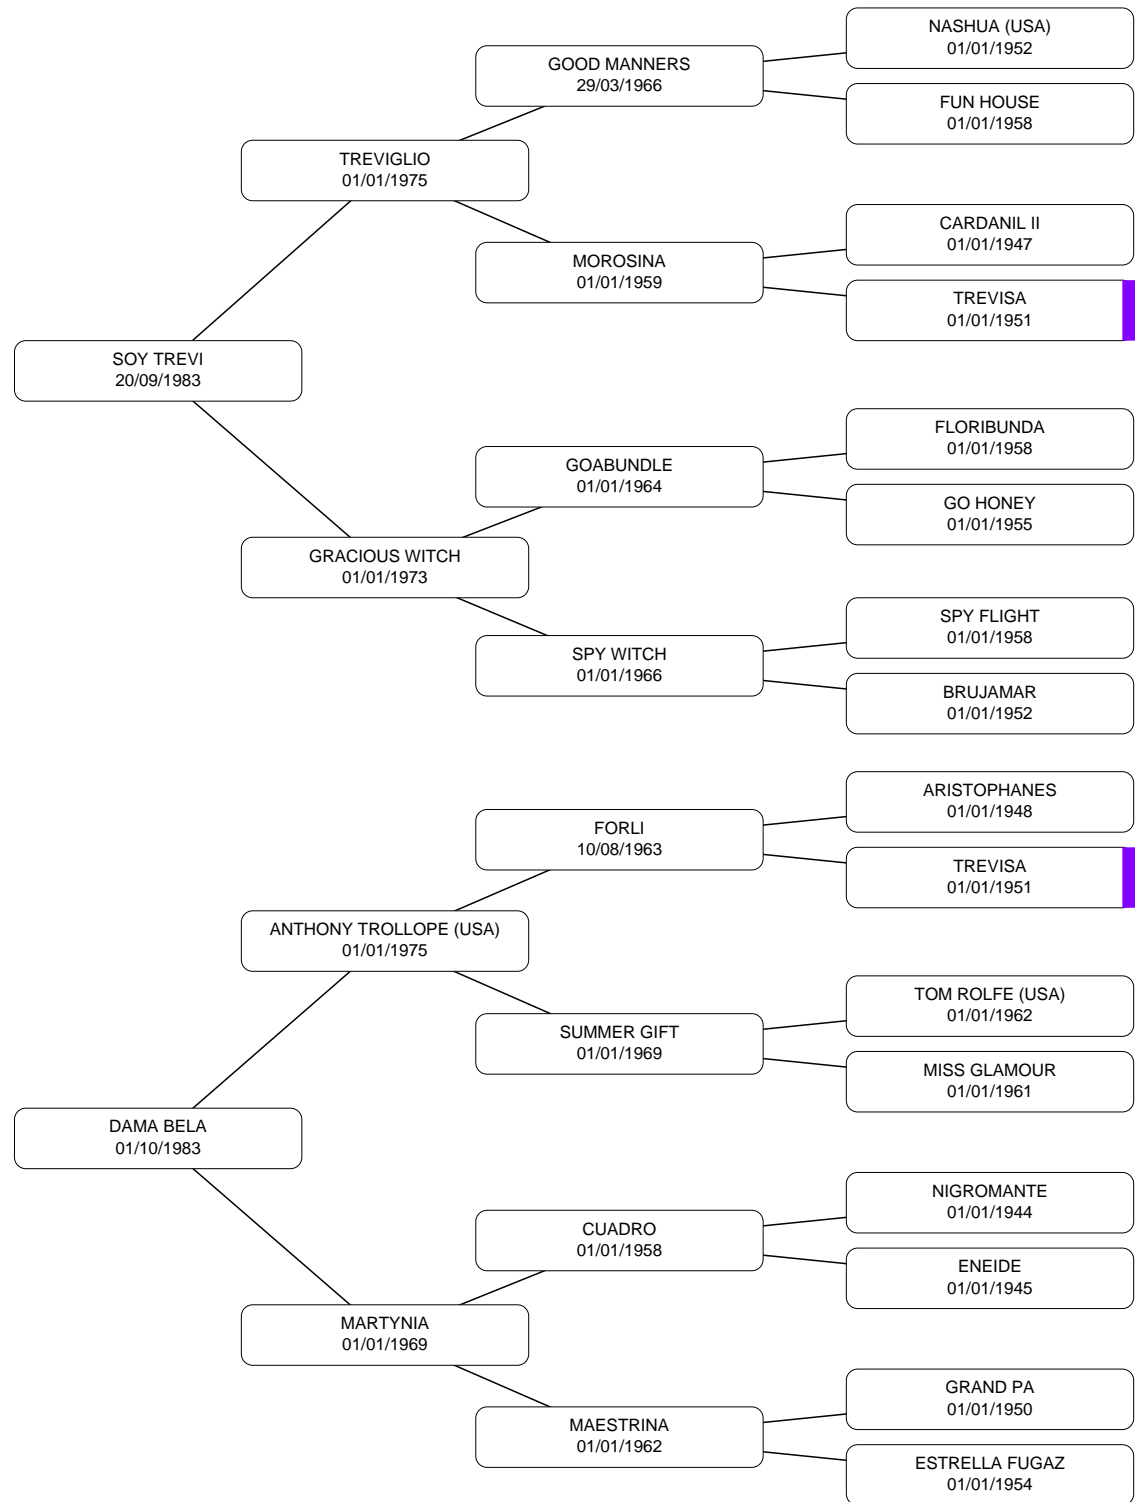 NASHUA (USA)
01/01/1952
GOOD MANNERS
29/03/1966
FUN HOUSE
01/01/1958
TREVIGLIO
01/01/1975
CARDANIL II
01/01/1947
MOROSINA
01/01/1959
TREVISA
01/01/1951
SOY TREVI
20/09/1983
FLORIBUNDA
01/01/1958
GOABUNDLE
01/01/1964
GO HONEY
01/01/1955
GRACIOUS WITCH
01/01/1973
SPY FLIGHT
01/01/1958
SPY WITCH
01/01/1966
BRUJAMAR
01/01/1952
ARISTOPHANES
01/01/1948
FORLI
10/08/1963
TREVISA
01/01/1951
ANTHONY TROLLOPE (USA)
01/01/1975
TOM ROLFE (USA)
01/01/1962
SUMMER GIFT
01/01/1969
MISS GLAMOUR
01/01/1961
DAMA BELA
01/10/1983
NIGROMANTE
01/01/1944
CUADRO
01/01/1958
ENEIDE
01/01/1945
MARTYNIA
01/01/1969
GRAND PA
01/01/1950
MAESTRINA
01/01/1962
ESTRELLA FUGAZ
01/01/1954